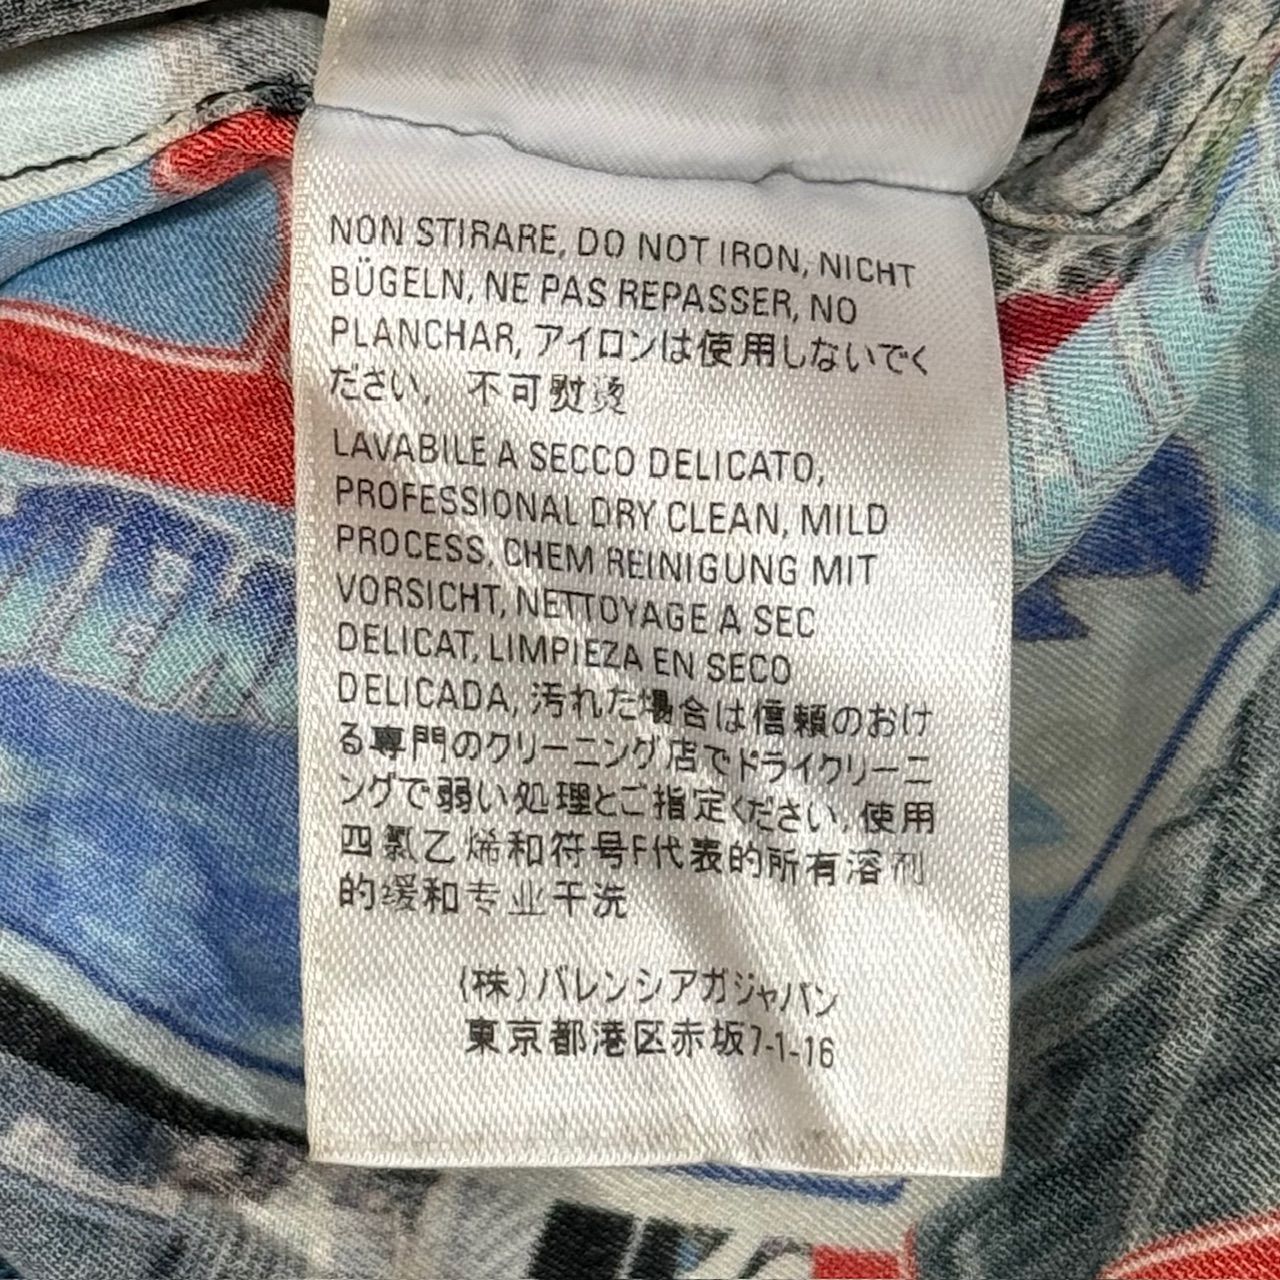 NON STIRARE, DO NOT IRON, NICHT
BÜGELN, NE PAS REPASSER, NO
PLANCHAR, アイロンは使用しないでく
ださい, 不可熨烫
LAVABILE A SECCO DELICATO,
PROFESSIONAL DRY CLEAN, MILD
PROCESS, CHEM REINIGUNG MIT
VORSICHT, NETTOYAGE A SEC
DELICAT, LIMPIEZA EN SECO
DELICADA, 汚れた場合は信頼のおけ
る専門のクリーニング店でドライクリーニ
ングで弱い処理とご指定ください, 使用
四氯乙烯和符号F代表的所有溶剂
的缓和专业干洗
(株)バレンシアガジャパン
東京都港区赤坂7-1-16